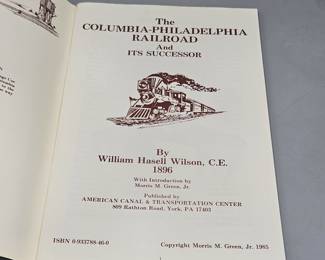 The
COLUMBIA-PHILADELPHIA
RAILROAD
And
ITS SUCCESSOR
By
William Hasell Wilson, C.E.
1896
With Introduction by
Morris M. Green, Jr.
Published by
AMERICAN CANAL & TRANSPORTATION CENTER
809 Rathton Road, York, PA 17403
ISBN 0-933788-46-0
Copyright Morris M. Green, Jr. 1985